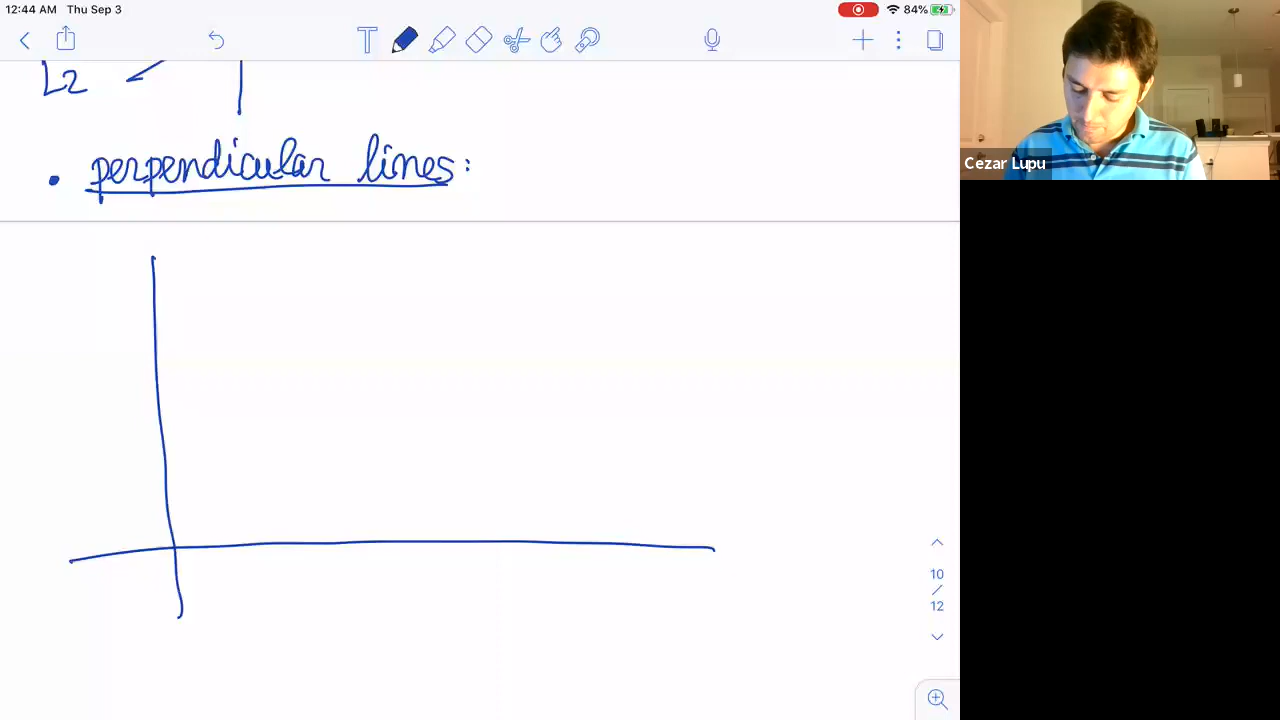 12:44 AM Thu Sep 3
84%
T
L2
• perpendicular lines:
Cezar Lupu
10
/
12